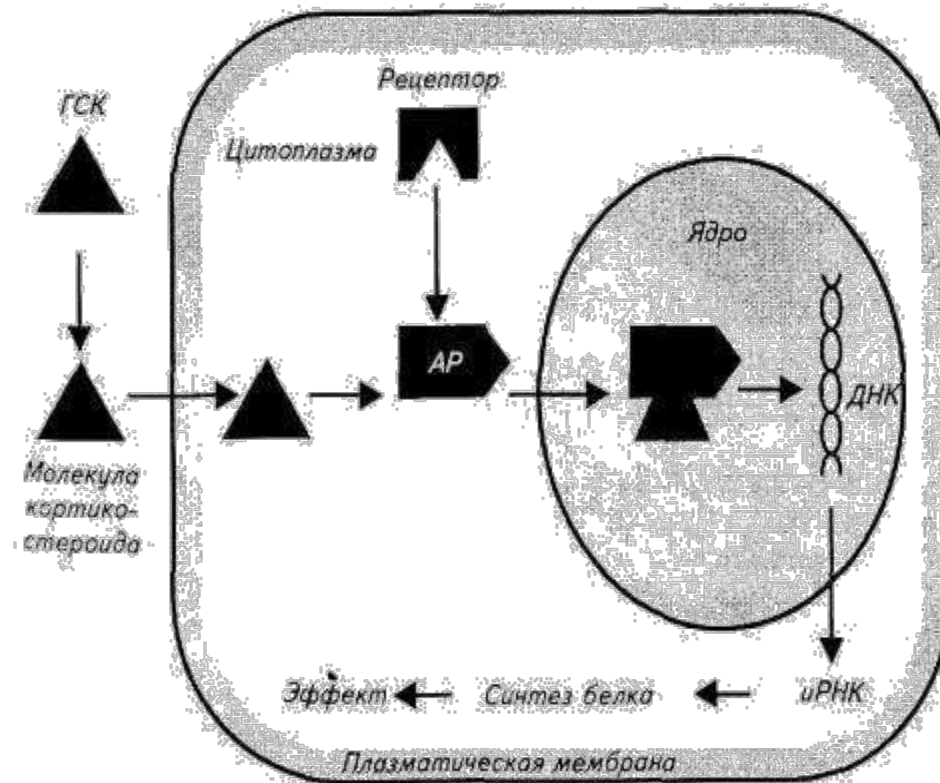 Рецептор
ГСК
Цитоплазма
Ядро
АР
ДНК
Молекула
кортико-
стероида
Эффект
Синтез белка
иРНК
Плазматическая мембрана